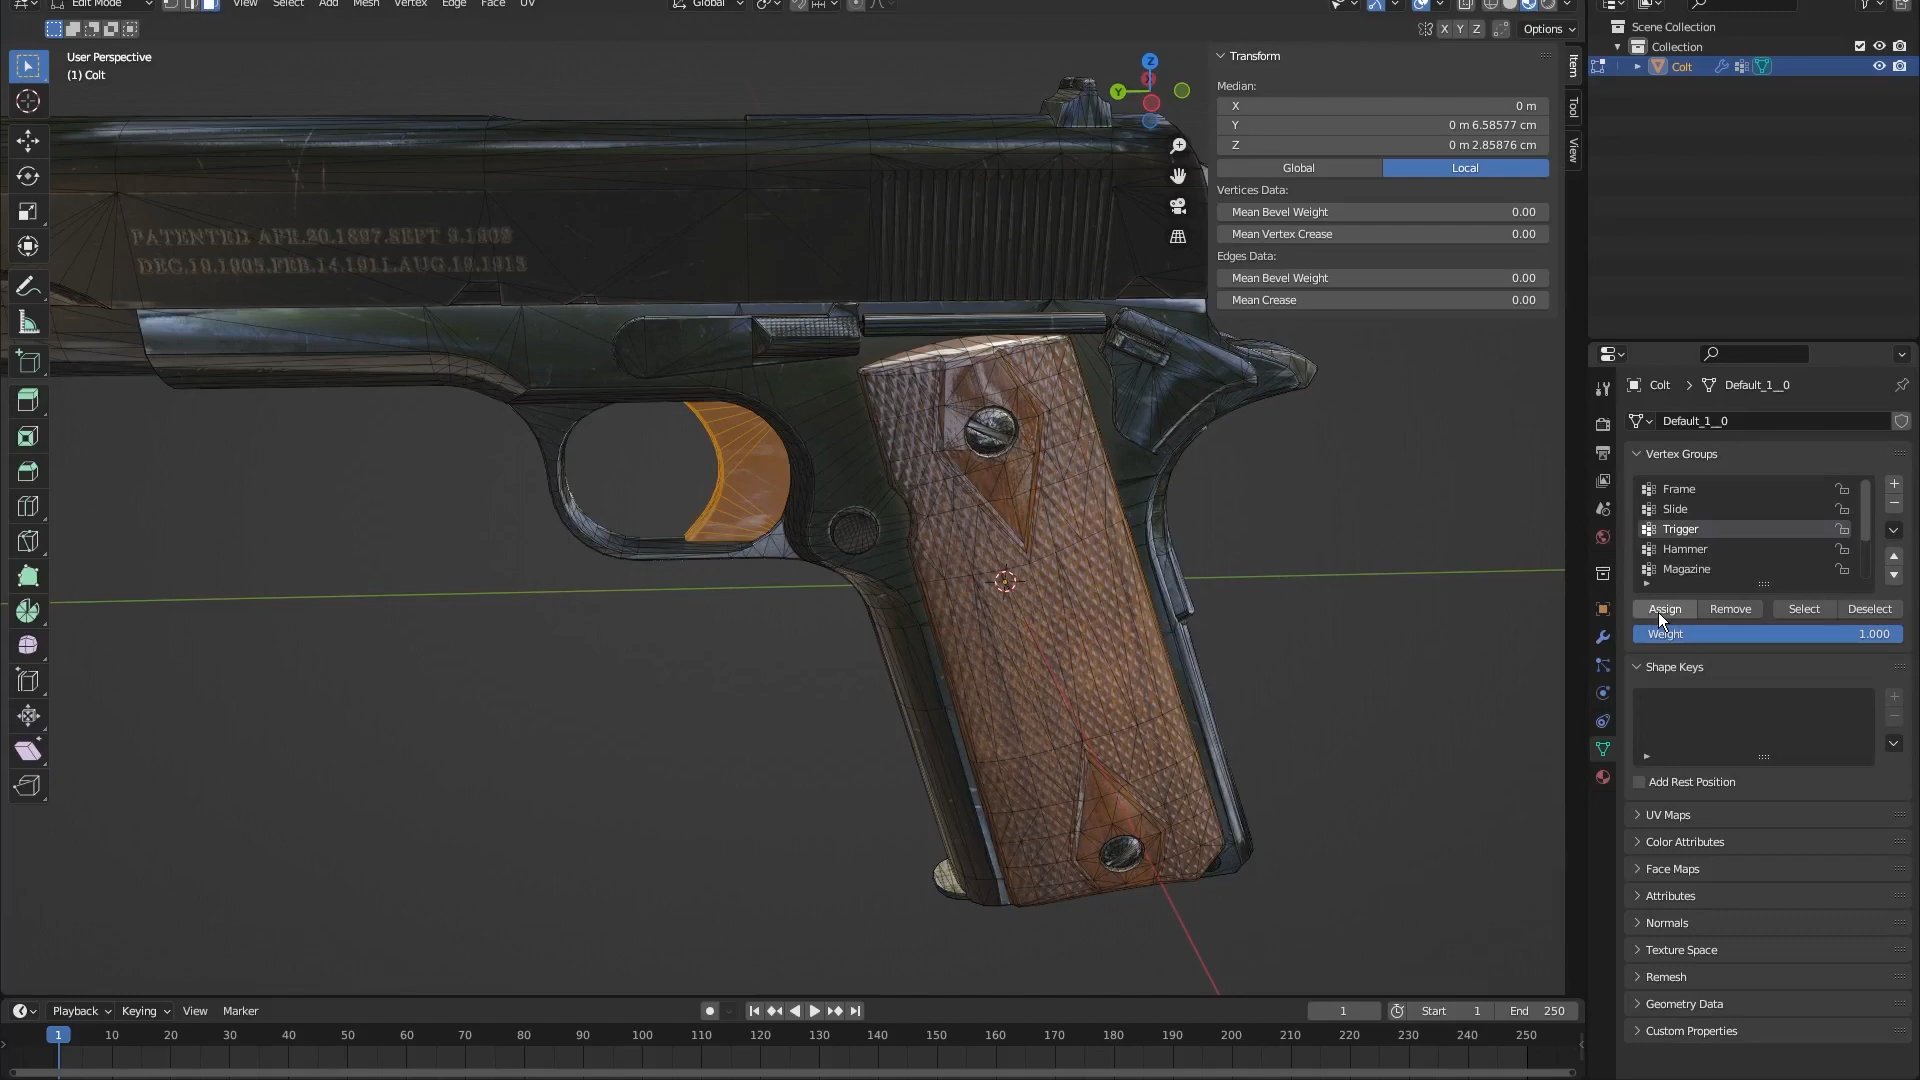 Edit Mode View Select Add Mesh Vertex Edge Face UV Global
X Y Z Options
User Perspective
(1) Colt
Z
Y
PATENTED APR.20.1897.SEPT 9.1905
DEC.19.1905.FEB.14.1911.AUG.19.1913
Transform
Median:
X 0 m
Y 0 m 6.58577 cm
Z 0 m 2.85876 cm
Global Local
Vertices Data:
Mean Bevel Weight 0.00
Mean Vertex Crease 0.00
Edges Data:
Mean Bevel Weight 0.00
Mean Crease 0.00
Item
Tool
View
Scene Collection
Collection
Colt
Colt Default_1__0
Default_1__0
Vertex Groups
Frame
Slide
Trigger
Hammer
Magazine
Assign Remove Select Deselect
Weight 1.000
Shape Keys
Add Rest Position
UV Maps
Color Attributes
Face Maps
Attributes
Normals
Texture Space
Remesh
Geometry Data
Custom Properties
Playback Keying View Marker 1 Start 1 End 250
1 10 20 30 40 50 60 70 80 90 100 110 120 130 140 150 160 170 180 190 200 210 220 230 240 250